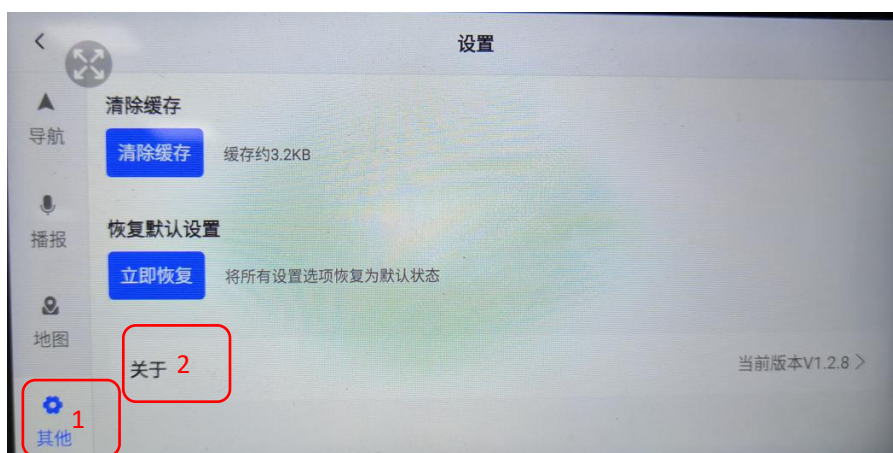 设置
导航
播报
地图
1
其他
清除缓存
清除缓存 缓存约3.2KB
恢复默认设置
立即恢复 将所有设置选项恢复为默认状态
关于 2 当前版本V1.2.8 >